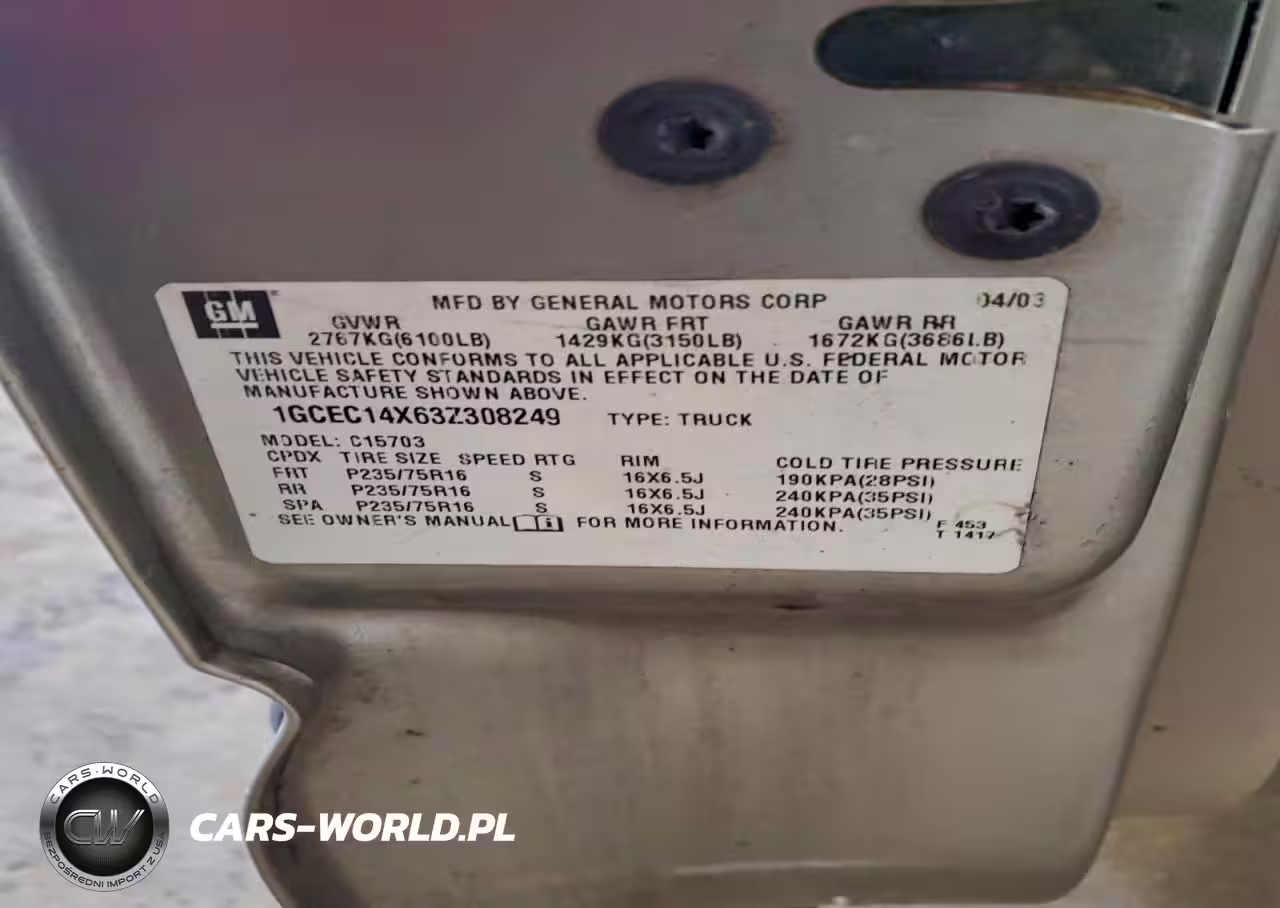 GM
MFD BY GENERAL MOTORS CORP 04/03
GVWR GAWR FRT GAWR RR
2767KG(6100LB) 1429KG(3150LB) 1672KG(3686LB)
THIS VEHICLE CONFORMS TO ALL APPLICABLE U.S. FEDERAL MOTOR
VEHICLE SAFETY STANDARDS IN EFFECT ON THE DATE OF
MANUFACTURE SHOWN ABOVE.
1GCEC14X63Z308249 TYPE: TRUCK
MODEL: C15703
CPDX TIRE SIZE SPEED RTG RIM COLD TIRE PRESSURE
FRT P235/75R16 S 16X6.5J 190KPA(28PSI)
RR P235/75R16 S 16X6.5J 240KPA(35PSI)
SPA P235/75R16 S 16X6.5J 240KPA(35PSI)
SEE OWNER'S MANUAL FOR MORE INFORMATION.
F 453
T 1417
CARS-WORLD
CW
BEZPOŚREDNI IMPORT Z USA
CARS-WORLD.PL